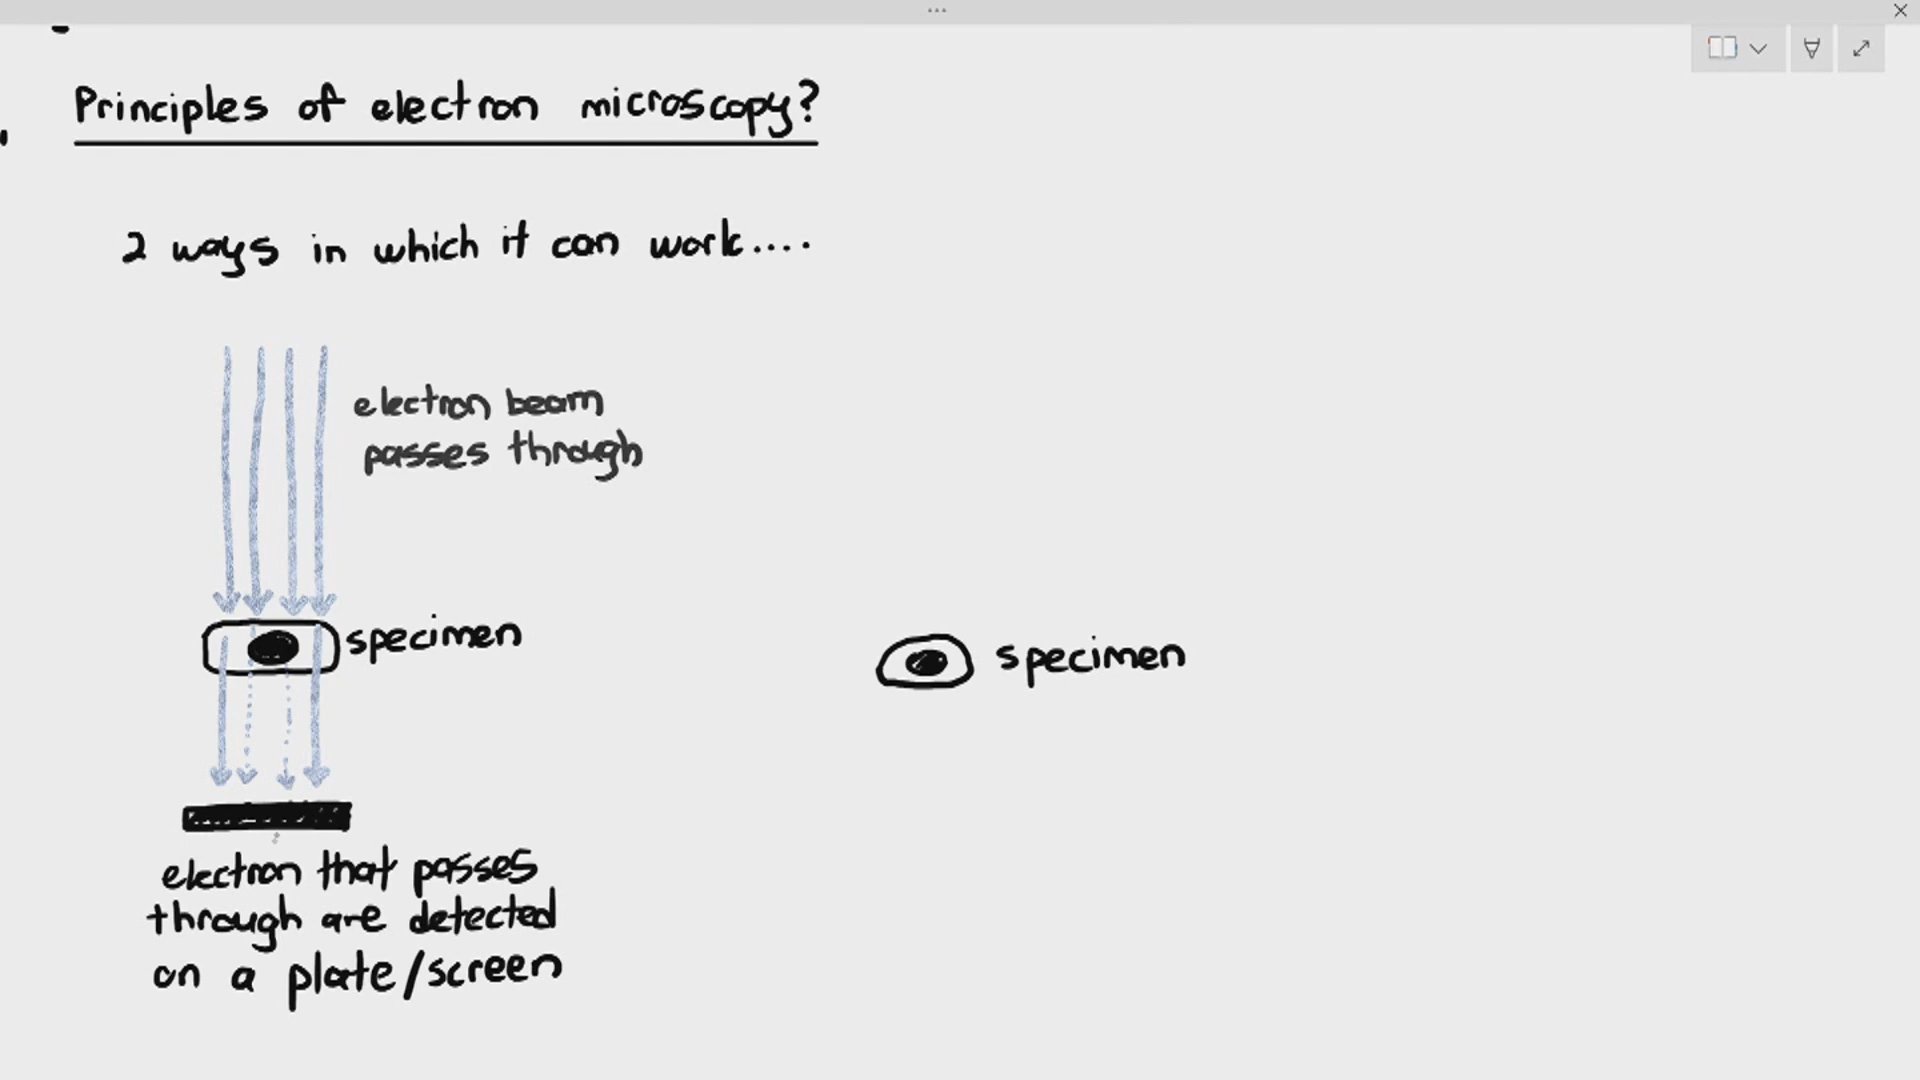 Principles of electron microscopy?
2 ways in which it can work....
electron beam
passes through
specimen
specimen
electron that passes
through are detected
on a plate/screen